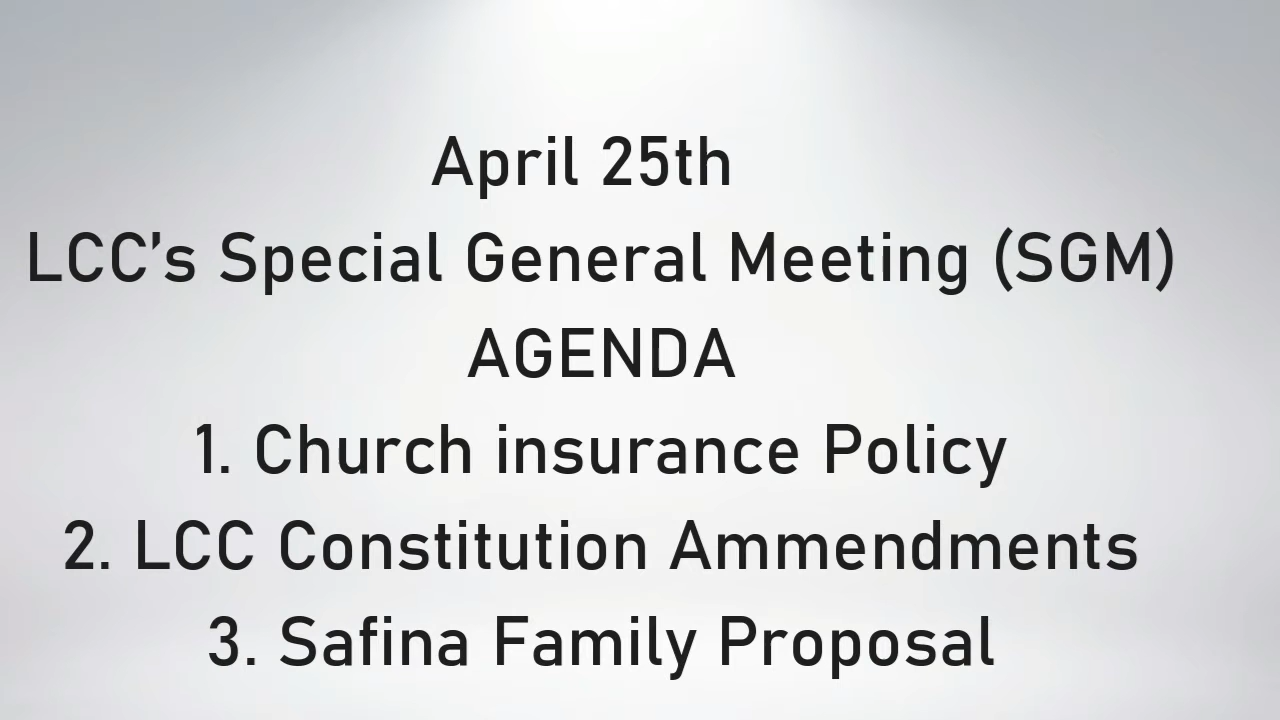 April 25th
LCC's Special General Meeting (SGM)
AGENDA
1. Church insurance Policy
2. LCC Constitution Ammendments
3. Safina Family Proposal